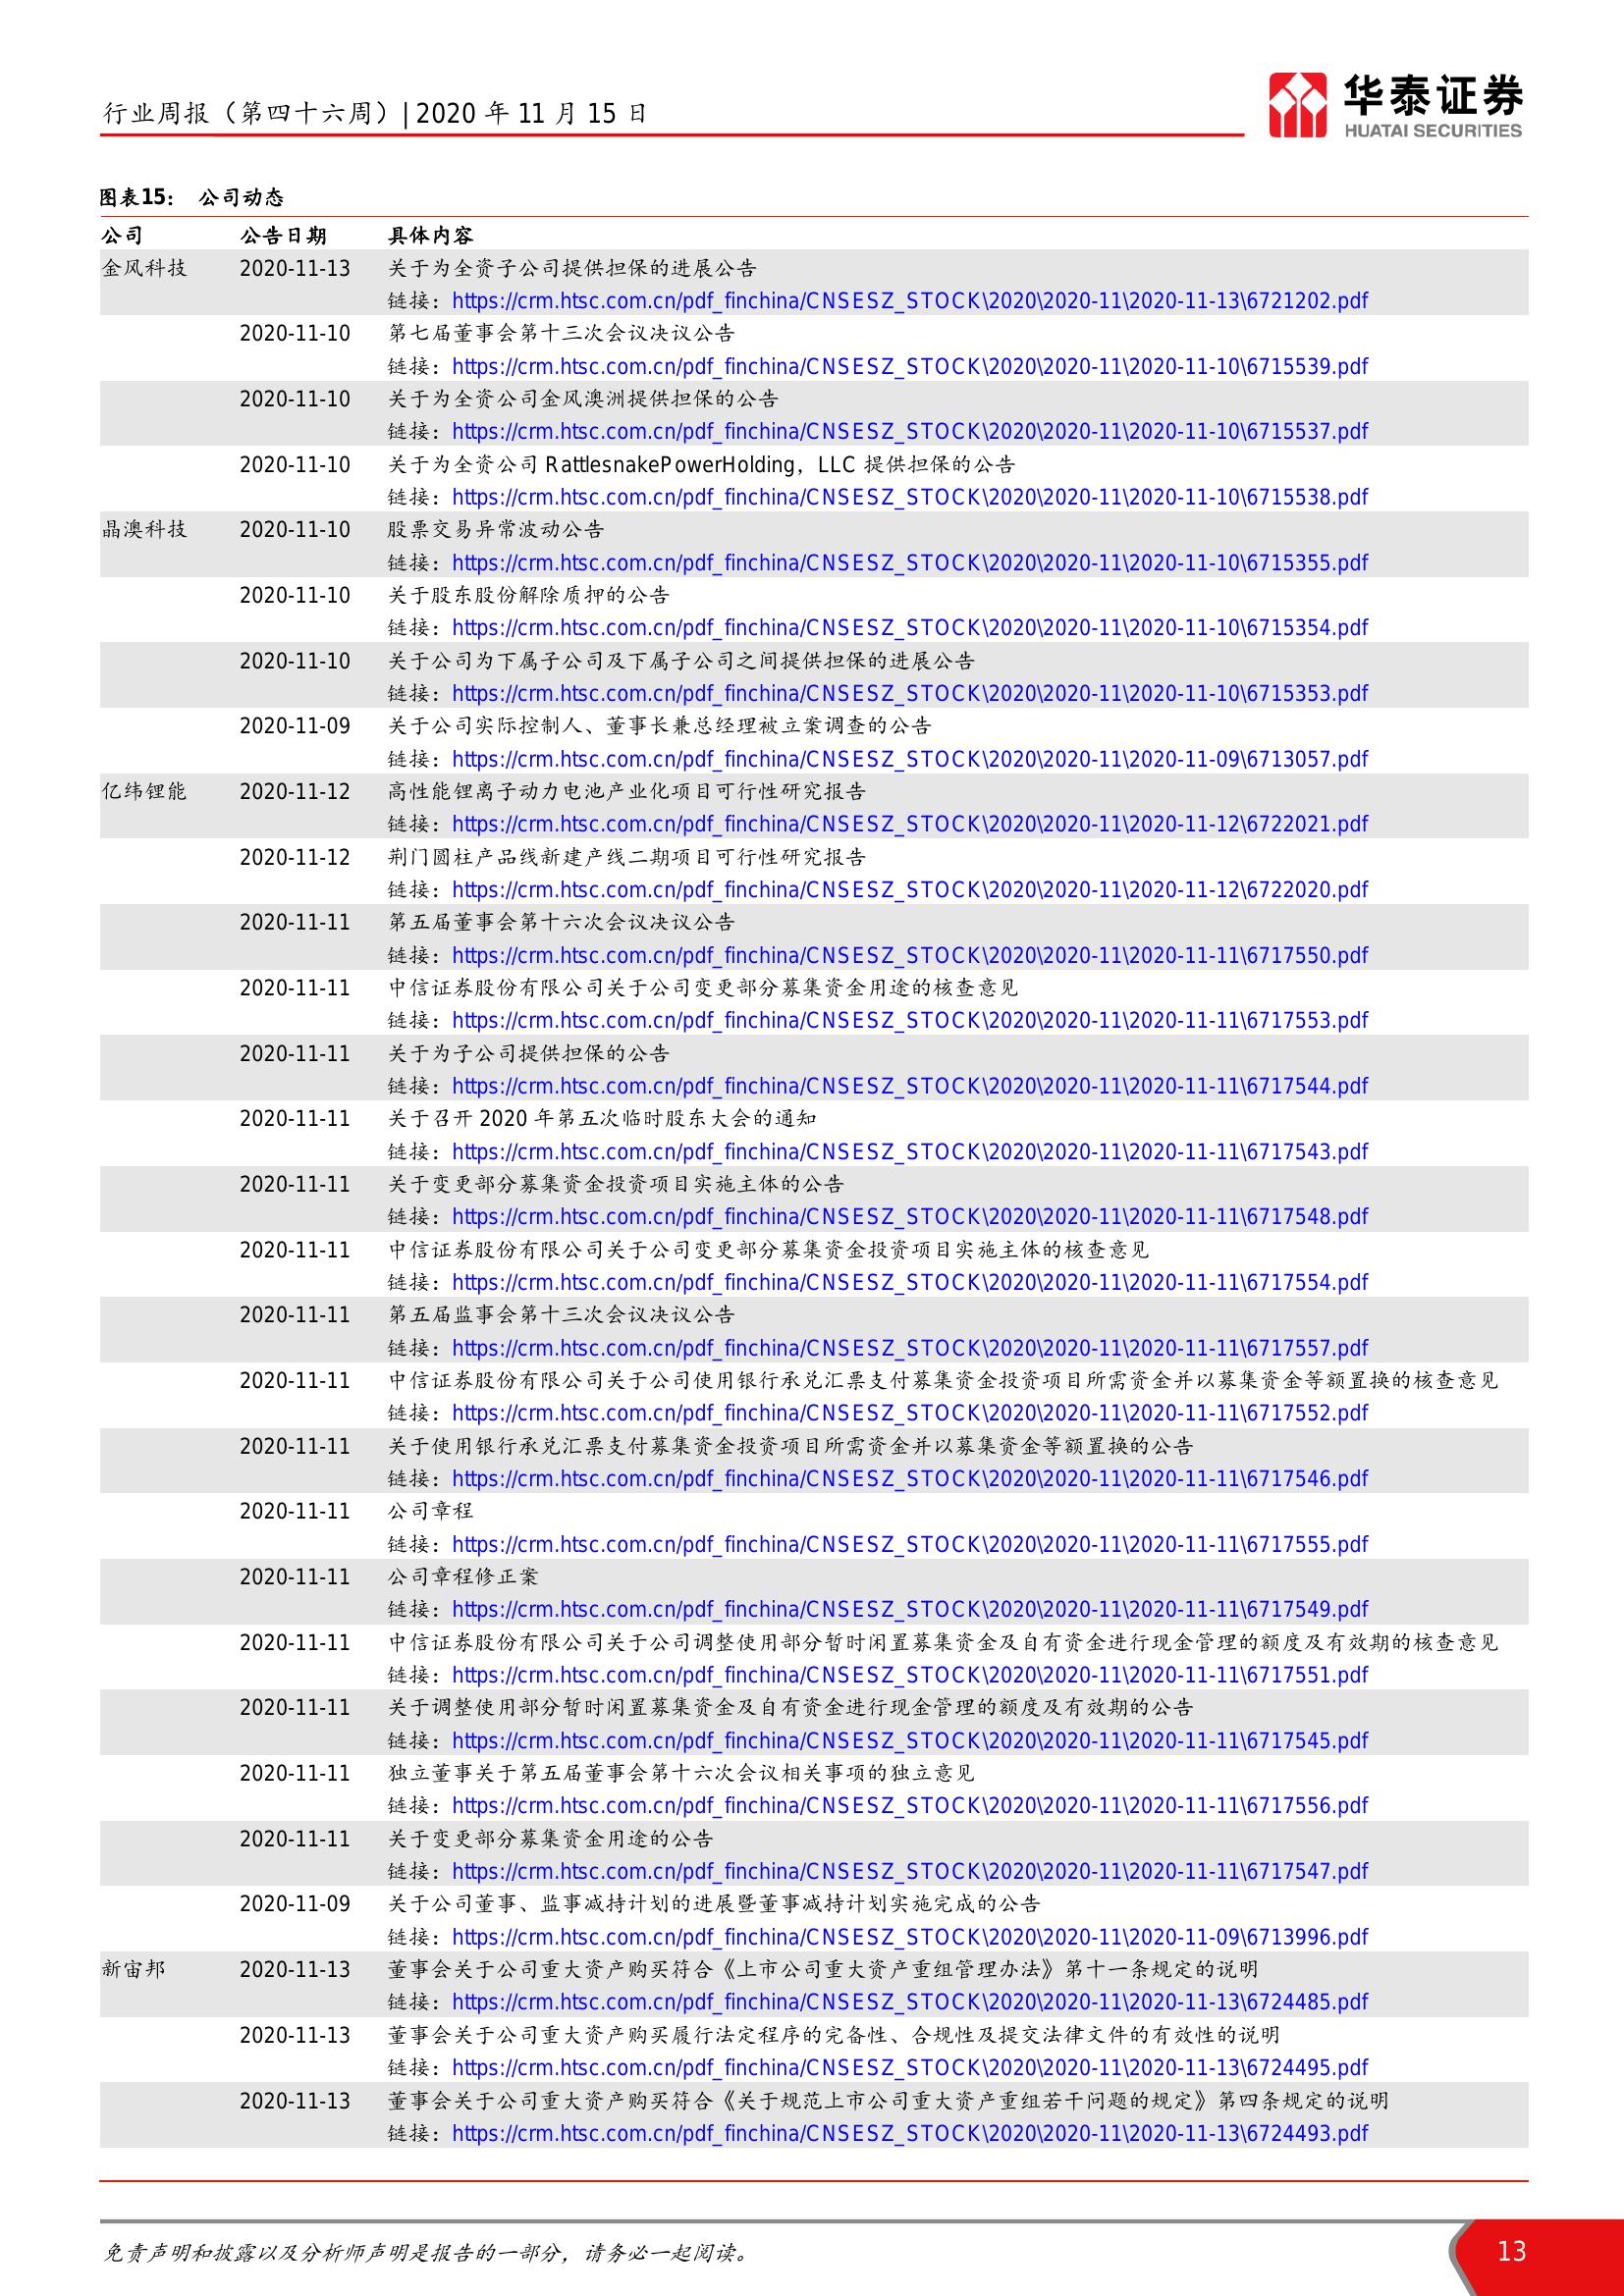 行业周报（第四十六周）| 2020 年 11 月 15 日
华泰证券
HUATAI SECURITIES
图表15： 公司动态
公司 公告日期 具体内容
金风科技 2020-11-13 关于为全资子公司提供担保的进展公告
链接：https://crm.htsc.com.cn/pdf_finchina/CNSESZ_STOCK\2020\2020-11\2020-11-13\6721202.pdf
2020-11-10 第七届董事会第十三次会议决议公告
链接：https://crm.htsc.com.cn/pdf_finchina/CNSESZ_STOCK\2020\2020-11\2020-11-10\6715539.pdf
2020-11-10 关于为全资公司金风澳洲提供担保的公告
链接：https://crm.htsc.com.cn/pdf_finchina/CNSESZ_STOCK\2020\2020-11\2020-11-10\6715537.pdf
2020-11-10 关于为全资公司 RattlesnakePowerHolding，LLC 提供担保的公告
链接：https://crm.htsc.com.cn/pdf_finchina/CNSESZ_STOCK\2020\2020-11\2020-11-10\6715538.pdf
晶澳科技 2020-11-10 股票交易异常波动公告
链接：https://crm.htsc.com.cn/pdf_finchina/CNSESZ_STOCK\2020\2020-11\2020-11-10\6715355.pdf
2020-11-10 关于股东股份解除质押的公告
链接：https://crm.htsc.com.cn/pdf_finchina/CNSESZ_STOCK\2020\2020-11\2020-11-10\6715354.pdf
2020-11-10 关于公司为下属子公司及下属子公司之间提供担保的进展公告
链接：https://crm.htsc.com.cn/pdf_finchina/CNSESZ_STOCK\2020\2020-11\2020-11-10\6715353.pdf
2020-11-09 关于公司实际控制人、董事长兼总经理被立案调查的公告
链接：https://crm.htsc.com.cn/pdf_finchina/CNSESZ_STOCK\2020\2020-11\2020-11-09\6713057.pdf
亿纬锂能 2020-11-12 高性能锂离子动力电池产业化项目可行性研究报告
链接：https://crm.htsc.com.cn/pdf_finchina/CNSESZ_STOCK\2020\2020-11\2020-11-12\6722021.pdf
2020-11-12 荆门圆柱产品线新建产线二期项目可行性研究报告
链接：https://crm.htsc.com.cn/pdf_finchina/CNSESZ_STOCK\2020\2020-11\2020-11-12\6722020.pdf
2020-11-11 第五届董事会第十六次会议决议公告
链接：https://crm.htsc.com.cn/pdf_finchina/CNSESZ_STOCK\2020\2020-11\2020-11-11\6717550.pdf
2020-11-11 中信证券股份有限公司关于公司变更部分募集资金用途的核查意见
链接：https://crm.htsc.com.cn/pdf_finchina/CNSESZ_STOCK\2020\2020-11\2020-11-11\6717553.pdf
2020-11-11 关于为子公司提供担保的公告
链接：https://crm.htsc.com.cn/pdf_finchina/CNSESZ_STOCK\2020\2020-11\2020-11-11\6717544.pdf
2020-11-11 关于召开 2020 年第五次临时股东大会的通知
链接：https://crm.htsc.com.cn/pdf_finchina/CNSESZ_STOCK\2020\2020-11\2020-11-11\6717543.pdf
2020-11-11 关于变更部分募集资金投资项目实施主体的公告
链接：https://crm.htsc.com.cn/pdf_finchina/CNSESZ_STOCK\2020\2020-11\2020-11-11\6717548.pdf
2020-11-11 中信证券股份有限公司关于公司变更部分募集资金投资项目实施主体的核查意见
链接：https://crm.htsc.com.cn/pdf_finchina/CNSESZ_STOCK\2020\2020-11\2020-11-11\6717554.pdf
2020-11-11 第五届监事会第十三次会议决议公告
链接：https://crm.htsc.com.cn/pdf_finchina/CNSESZ_STOCK\2020\2020-11\2020-11-11\6717557.pdf
2020-11-11 中信证券股份有限公司关于公司使用银行承兑汇票支付募集资金投资项目所需资金并以募集资金等额置换的核查意见
链接：https://crm.htsc.com.cn/pdf_finchina/CNSESZ_STOCK\2020\2020-11\2020-11-11\6717552.pdf
2020-11-11 关于使用银行承兑汇票支付募集资金投资项目所需资金并以募集资金等额置换的公告
链接：https://crm.htsc.com.cn/pdf_finchina/CNSESZ_STOCK\2020\2020-11\2020-11-11\6717546.pdf
2020-11-11 公司章程
链接：https://crm.htsc.com.cn/pdf_finchina/CNSESZ_STOCK\2020\2020-11\2020-11-11\6717555.pdf
2020-11-11 公司章程修正案
链接：https://crm.htsc.com.cn/pdf_finchina/CNSESZ_STOCK\2020\2020-11\2020-11-11\6717549.pdf
2020-11-11 中信证券股份有限公司关于公司调整使用部分暂时闲置募集资金及自有资金进行现金管理的额度及有效期的核查意见
链接：https://crm.htsc.com.cn/pdf_finchina/CNSESZ_STOCK\2020\2020-11\2020-11-11\6717551.pdf
2020-11-11 关于调整使用部分暂时闲置募集资金及自有资金进行现金管理的额度及有效期的公告
链接：https://crm.htsc.com.cn/pdf_finchina/CNSESZ_STOCK\2020\2020-11\2020-11-11\6717545.pdf
2020-11-11 独立董事关于第五届董事会第十六次会议相关事项的独立意见
链接：https://crm.htsc.com.cn/pdf_finchina/CNSESZ_STOCK\2020\2020-11\2020-11-11\6717556.pdf
2020-11-11 关于变更部分募集资金用途的公告
链接：https://crm.htsc.com.cn/pdf_finchina/CNSESZ_STOCK\2020\2020-11\2020-11-11\6717547.pdf
2020-11-09 关于公司董事、监事减持计划的进展暨董事减持计划实施完成的公告
链接：https://crm.htsc.com.cn/pdf_finchina/CNSESZ_STOCK\2020\2020-11\2020-11-09\6713996.pdf
新宙邦 2020-11-13 董事会关于公司重大资产购买符合《上市公司重大资产重组管理办法》第十一条规定的说明
链接：https://crm.htsc.com.cn/pdf_finchina/CNSESZ_STOCK\2020\2020-11\2020-11-13\6724485.pdf
2020-11-13 董事会关于公司重大资产购买履行法定程序的完备性、合规性及提交法律文件的有效性的说明
链接：https://crm.htsc.com.cn/pdf_finchina/CNSESZ_STOCK\2020\2020-11\2020-11-13\6724495.pdf
2020-11-13 董事会关于公司重大资产购买符合《关于规范上市公司重大资产重组若干问题的规定》第四条规定的说明
链接：https://crm.htsc.com.cn/pdf_finchina/CNSESZ_STOCK\2020\2020-11\2020-11-13\6724493.pdf
免责声明和披露以及分析师声明是报告的一部分，请务必一起阅读。 13